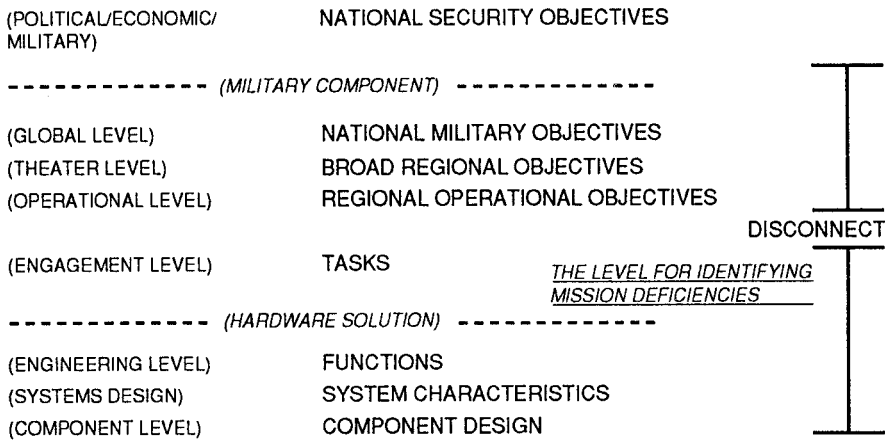 (POLITICAL/ECONOMIC/ NATIONAL SECURITY OBJECTIVES
MILITARY)
(MILITARY COMPONENT)
(GLOBAL LEVEL) NATIONAL MILITARY OBJECTIVES
(THEATER LEVEL) BROAD REGIONAL OBJECTIVES
(OPERATIONAL LEVEL) REGIONAL OPERATIONAL OBJECTIVES
DISCONNECT
(ENGAGEMENT LEVEL) TASKS THE LEVEL FOR IDENTIFYING
MISSION DEFICIENCIES
(HARDWARE SOLUTION)
(ENGINEERING LEVEL) FUNCTIONS
(SYSTEMS DESIGN) SYSTEM CHARACTERISTICS
(COMPONENT LEVEL) COMPONENT DESIGN